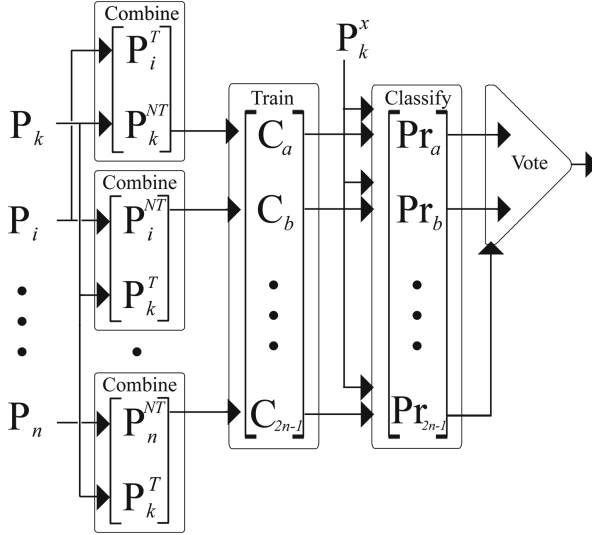 Combine
P_i^T
P_k^NT
P_k
Combine
P_i
P_i^NT
P_k^T
Combine
P_n
P_n^NT
P_k^T
Train
C_a
C_b
C_2n-1
P_k^x
Classify
Pr_a
Pr_b
Pr_2n-1
Vote